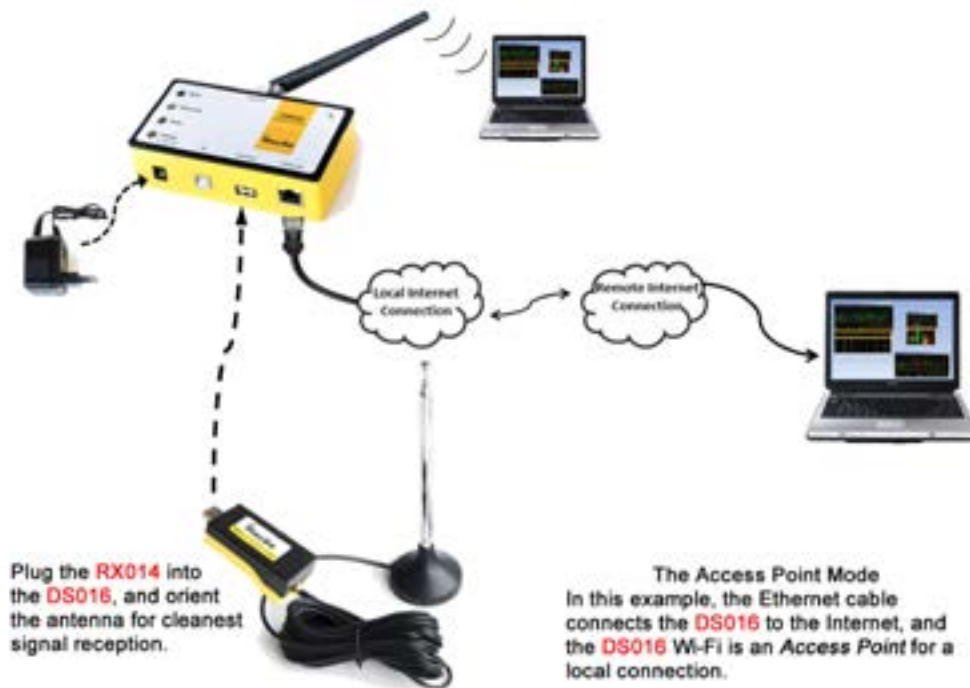 Local Internet
Connection
Remote Internet
Connection
Plug the RX014 into
the DS016, and orient
the antenna for cleanest
signal reception.
The Access Point Mode
In this example, the Ethernet cable
connects the DS016 to the Internet, and
the DS016 Wi-Fi is an Access Point for a
local connection.